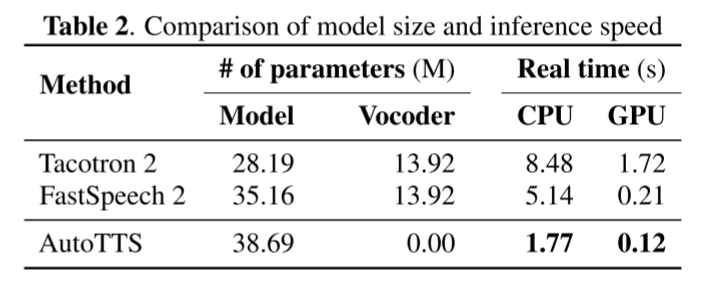 Table 2. Comparison of model size and inference speed
Method # of parameters (M) Real time (s)
Model Vocoder CPU GPU
Tacotron 2 28.19 13.92 8.48 1.72
FastSpeech 2 35.16 13.92 5.14 0.21
AutoTTS 38.69 0.00 1.77 0.12